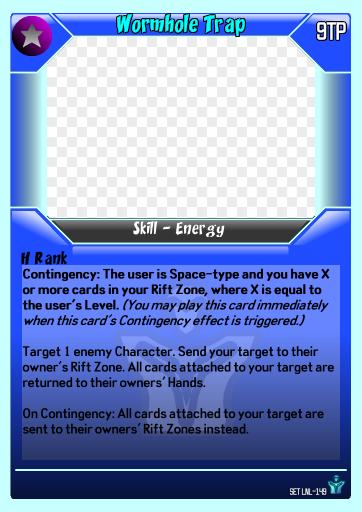 Wormhole Trap
9TP
Skill - Energy
H Rank
Contingency: The user is Space-type and you have X
or more cards in your Rift Zone, where X is equal to
the user's Level. (You may play this card immediately
when this card's Contingency effect is triggered.)
Target 1 enemy Character. Send your target to their
owner's Rift Zone. All cards attached to your target are
returned to their owners' Hands.
On Contingency: All cards attached to your target are
sent to their owners' Rift Zones instead.
SET LNL-149